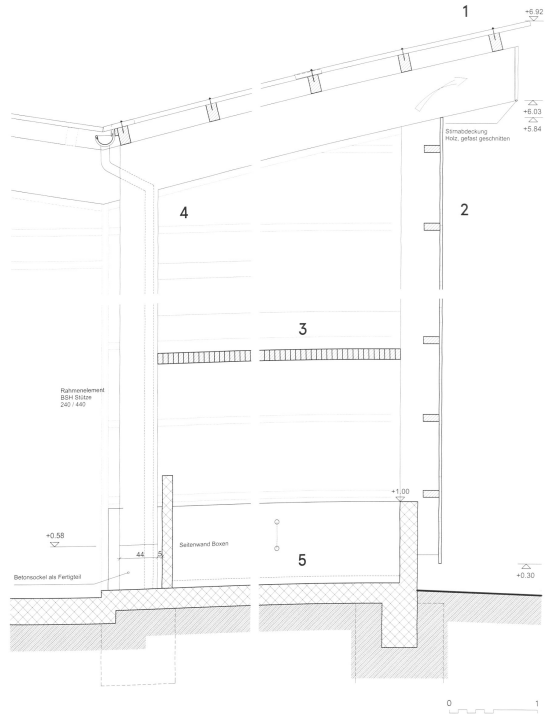 1
+6.92
+6.03
+5.84
Stirnabdeckung
Holz, gefast geschnitten
4
2
3
Rahmenelement
BSH Stütze
240 / 440
+1.00
+0.58
44
5
Seitenwand Boxen
5
Betonsockel als Fertigteil
+0.30
0
1